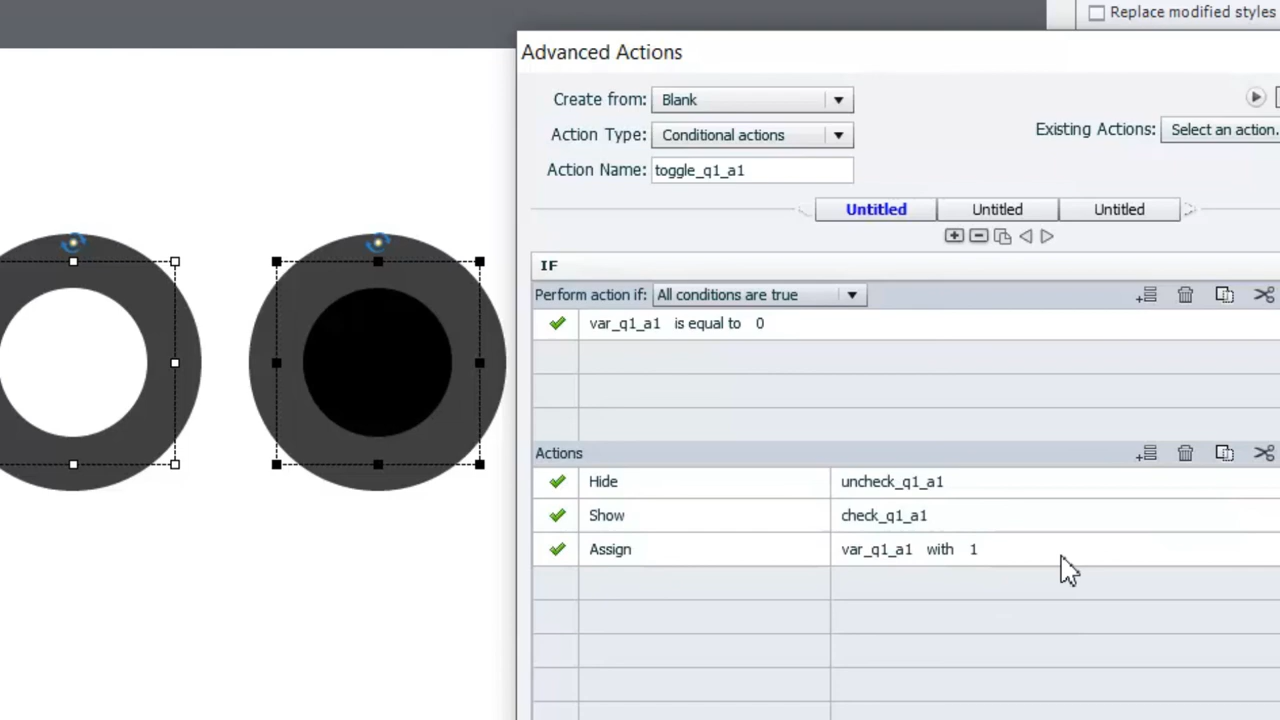 Replace modified styles
Advanced Actions
Create from: Blank
Action Type: Conditional actions
Existing Actions: Select an action.
Action Name: toggle_q1_a1
Untitled Untitled Untitled
IF
Perform action if: All conditions are true
var_q1_a1 is equal to 0
Actions
Hide uncheck_q1_a1
Show check_q1_a1
Assign var_q1_a1 with 1